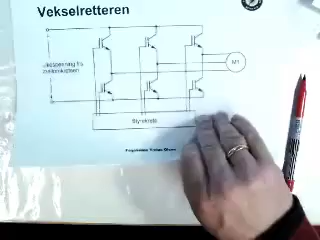 Vekselretteren
Likespenning fra
mellomkretsen
M1
Styrekrets